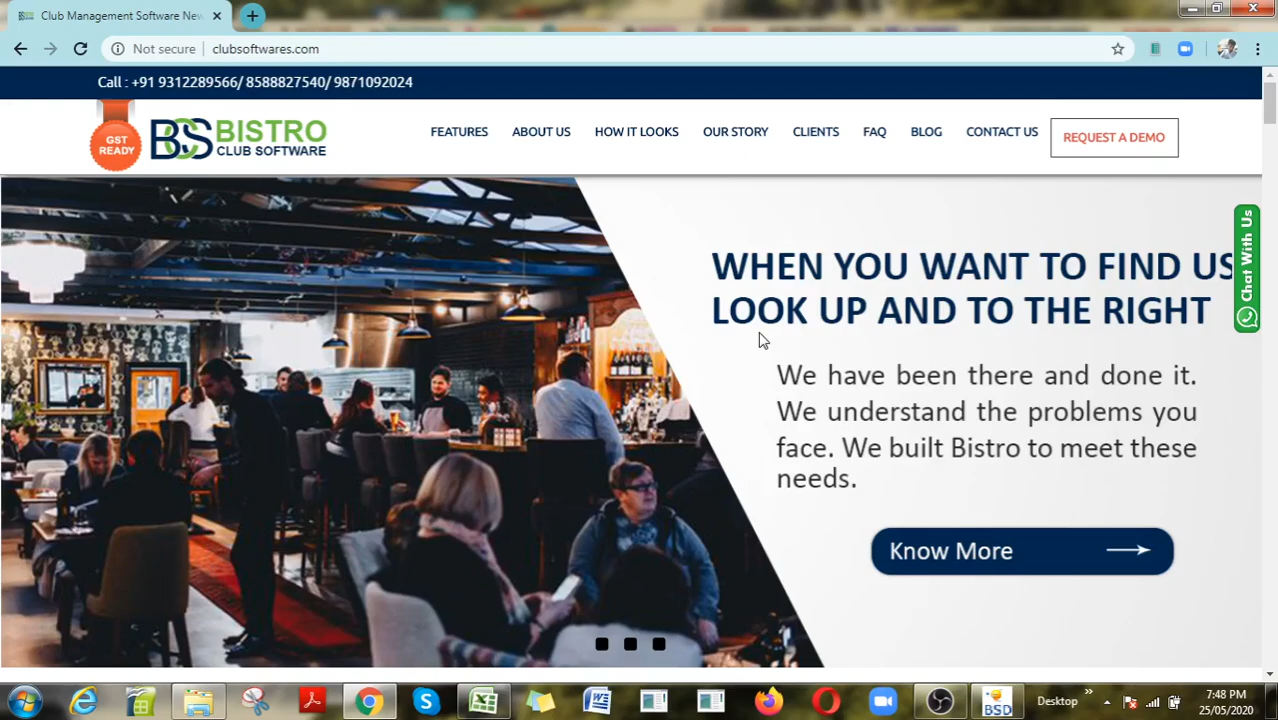 Club Management Software New
Not secure
clubsoftwares.com
Call : +91 9312289566/ 8588827540/ 9871092024
GST
READY
BCS BISTRO
CLUB SOFTWARE
FEATURES
ABOUT US
HOW IT LOOKS
OUR STORY
CLIENTS
FAQ
BLOG
CONTACT US
REQUEST A DEMO
WHEN YOU WANT TO FIND US
LOOK UP AND TO THE RIGHT
Chat With Us
We have been there and done it.
We understand the problems you
face. We built Bistro to meet these
needs.
Know More
BSD
Desktop
7:48 PM
25/05/2020